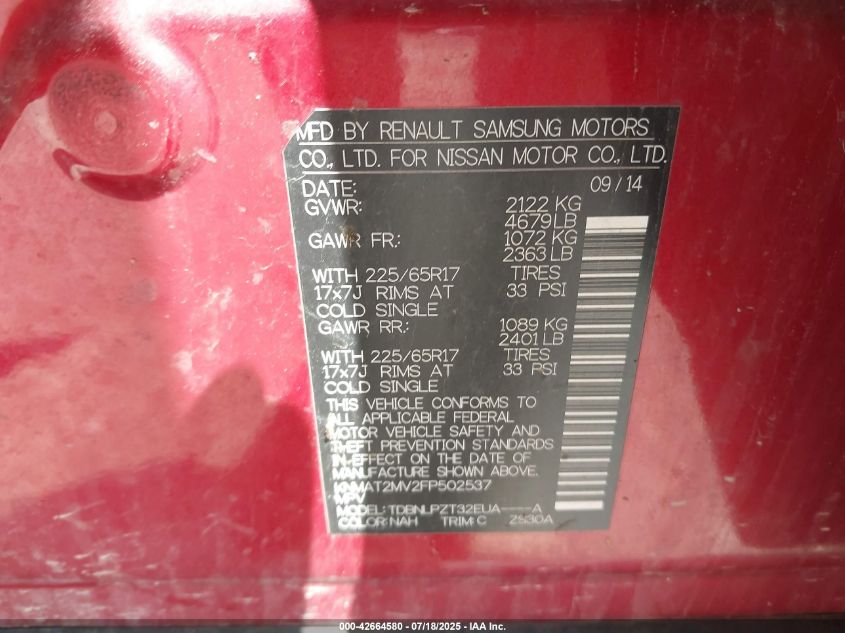 MFD BY RENAULT SAMSUNG MOTORS
CO., LTD. FOR NISSAN MOTOR CO., LTD.
DATE: 09/14
GVWR: 2122 KG
4679LB
GAWR FR.: 1072 KG
2363LB
WITH 225/65R17 TIRES
17x7J RIMS AT 33 PSI
COLD SINGLE
GAWR RR.: 1089 KG
2401LB
WITH 225/65R17 TIRES
17x7J RIMS AT 33 PSI
COLD SINGLE
THIS VEHICLE CONFORMS TO
ALL APPLICABLE FEDERAL
MOTOR VEHICLE SAFETY AND
THEFT PREVENTION STANDARDS
IN EFFECT ON THE DATE OF
MANUFACTURE SHOWN ABOVE.
KNMAT2MV2FP502537
MPV
MODEL: TDBNLPZT32EUA----A
COLOR:NAH TRIM:C 2S30A
000-42664580 - 07/18/2025 - IAA Inc.